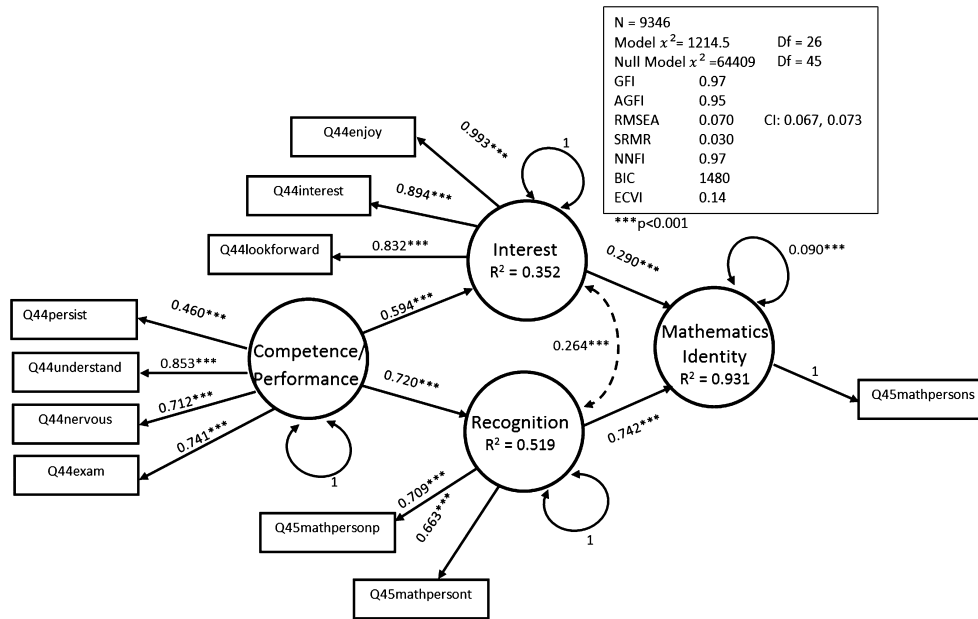 N = 9346
Model x²= 1214.5 Df = 26
Null Model x² =64409 Df = 45
GFI 0.97
AGFI 0.95
RMSEA 0.070 CI: 0.067, 0.073
SRMR 0.030
NNFI 0.97
BIC 1480
ECVI 0.14
***p<0.001
Q44enjoy
0.993***
1
Q44interest
0.894***
Q44lookforward
0.832***
Interest
R² = 0.352
0.290***
0.090***
Q44persist
0.460***
0.594***
Q44understand
0.853***
Competence/
Performance
0.264***
Mathematics
Identity
R² = 0.931
Q44nervous
0.712***
0.720***
1
Q45mathpersons
Q44exam
0.741***
1
Recognition
R² = 0.519
0.742***
0.709***
0.663***
1
Q45mathpersonp
Q45mathpersont